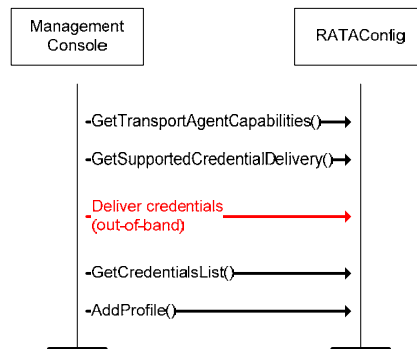 Management
Console
RATAConfig
GetTransportAgentCapabilities()
GetSupportedCredentialDelivery()
Deliver credentials
(out-of-band)
GetCredentialsList()
AddProfile()